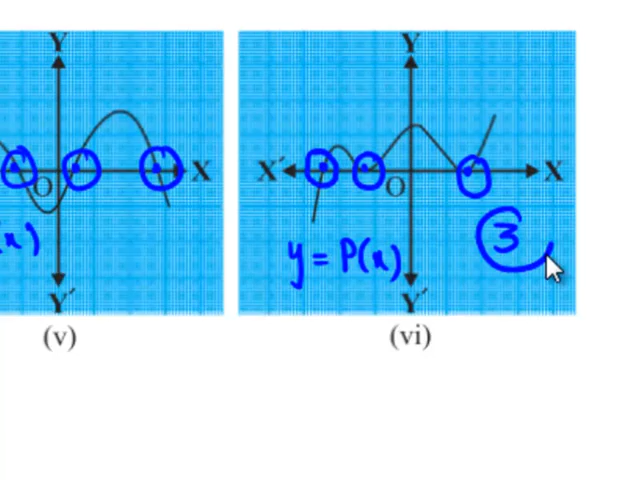 Y Y
X X′ X
O O
x)
y = P(x)
3
Y′ Y′
(v) (vi)